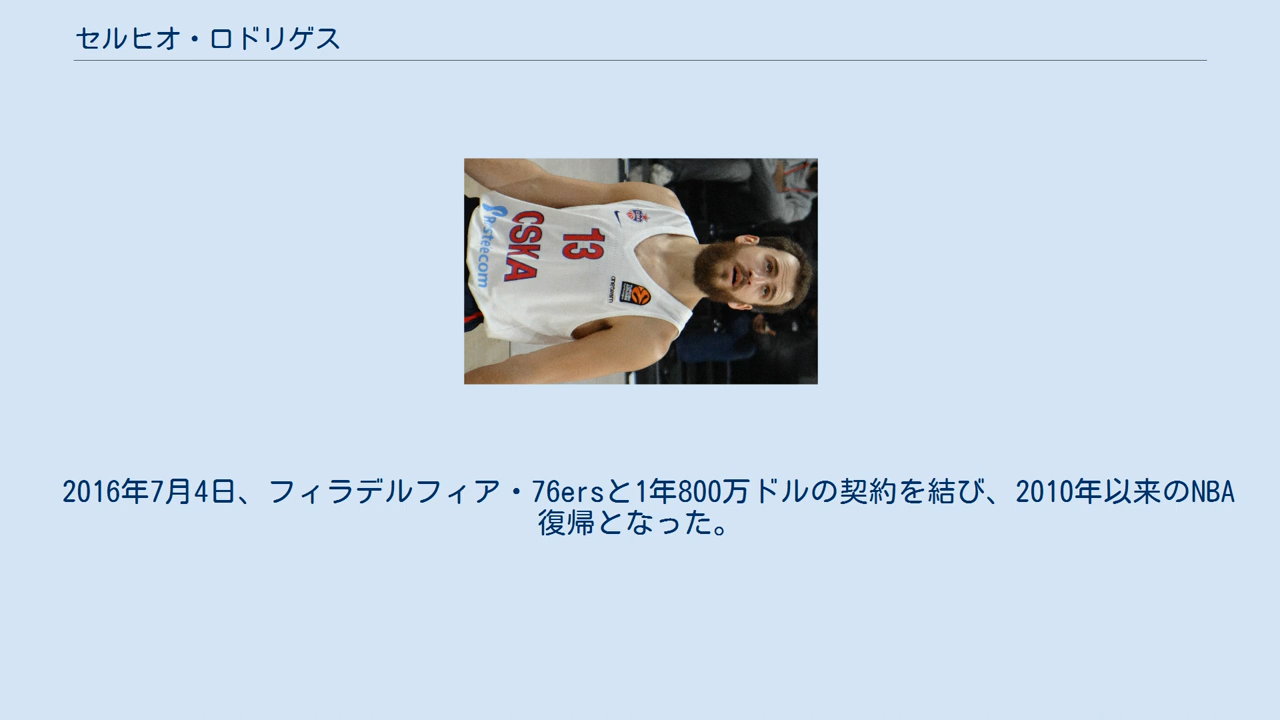 セルヒオ・ロドリゲス
CSKA
13
R-steecom
2016年7月4日、フィラデルフィア・76ersと1年800万ドルの契約を結び、2010年以来のNBA
復帰となった。